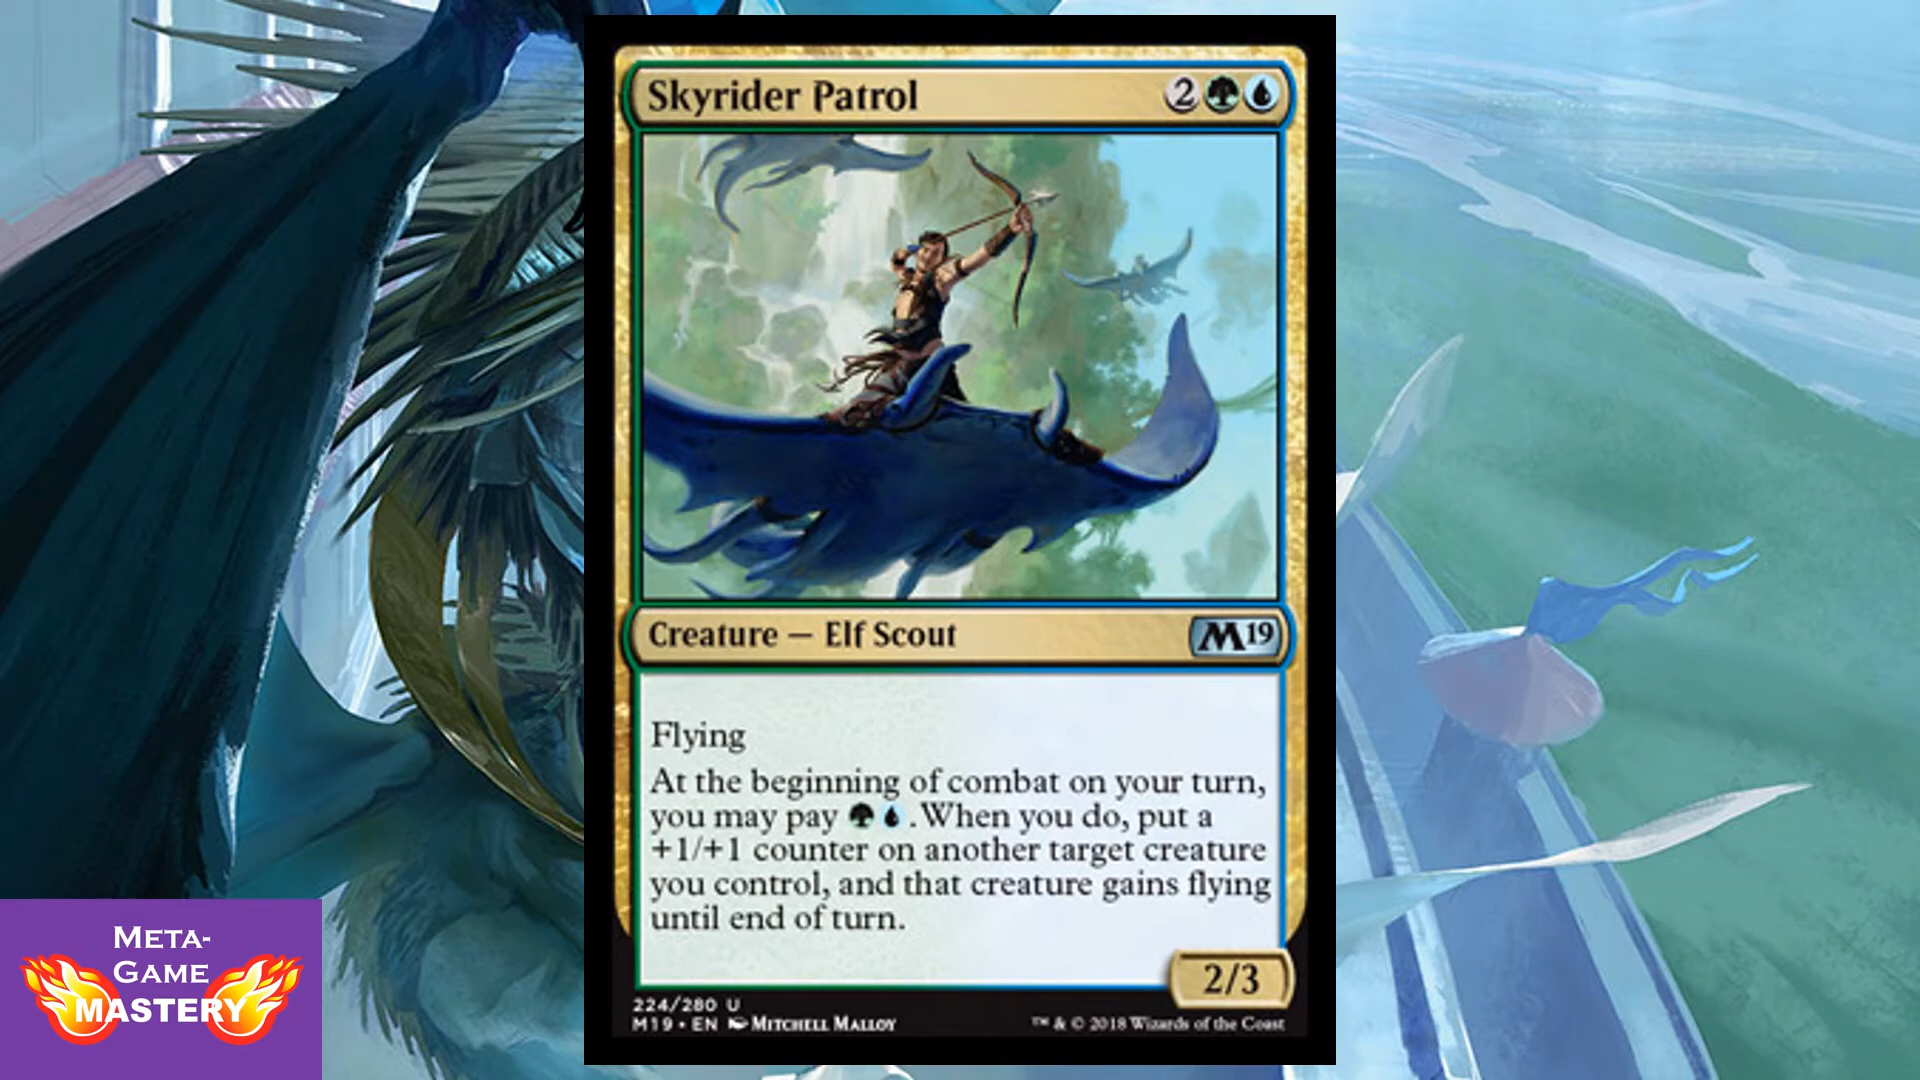 Skyrider Patrol 2
Creature — Elf Scout M19
Flying
At the beginning of combat on your turn,
you may pay . When you do, put a
+1/+1 counter on another target creature
you control, and that creature gains flying
until end of turn.
2/3
224/280 U
M19 • EN Mitchell Malloy
™ & © 2018 Wizards of the Coast
META-
GAME
MASTERY